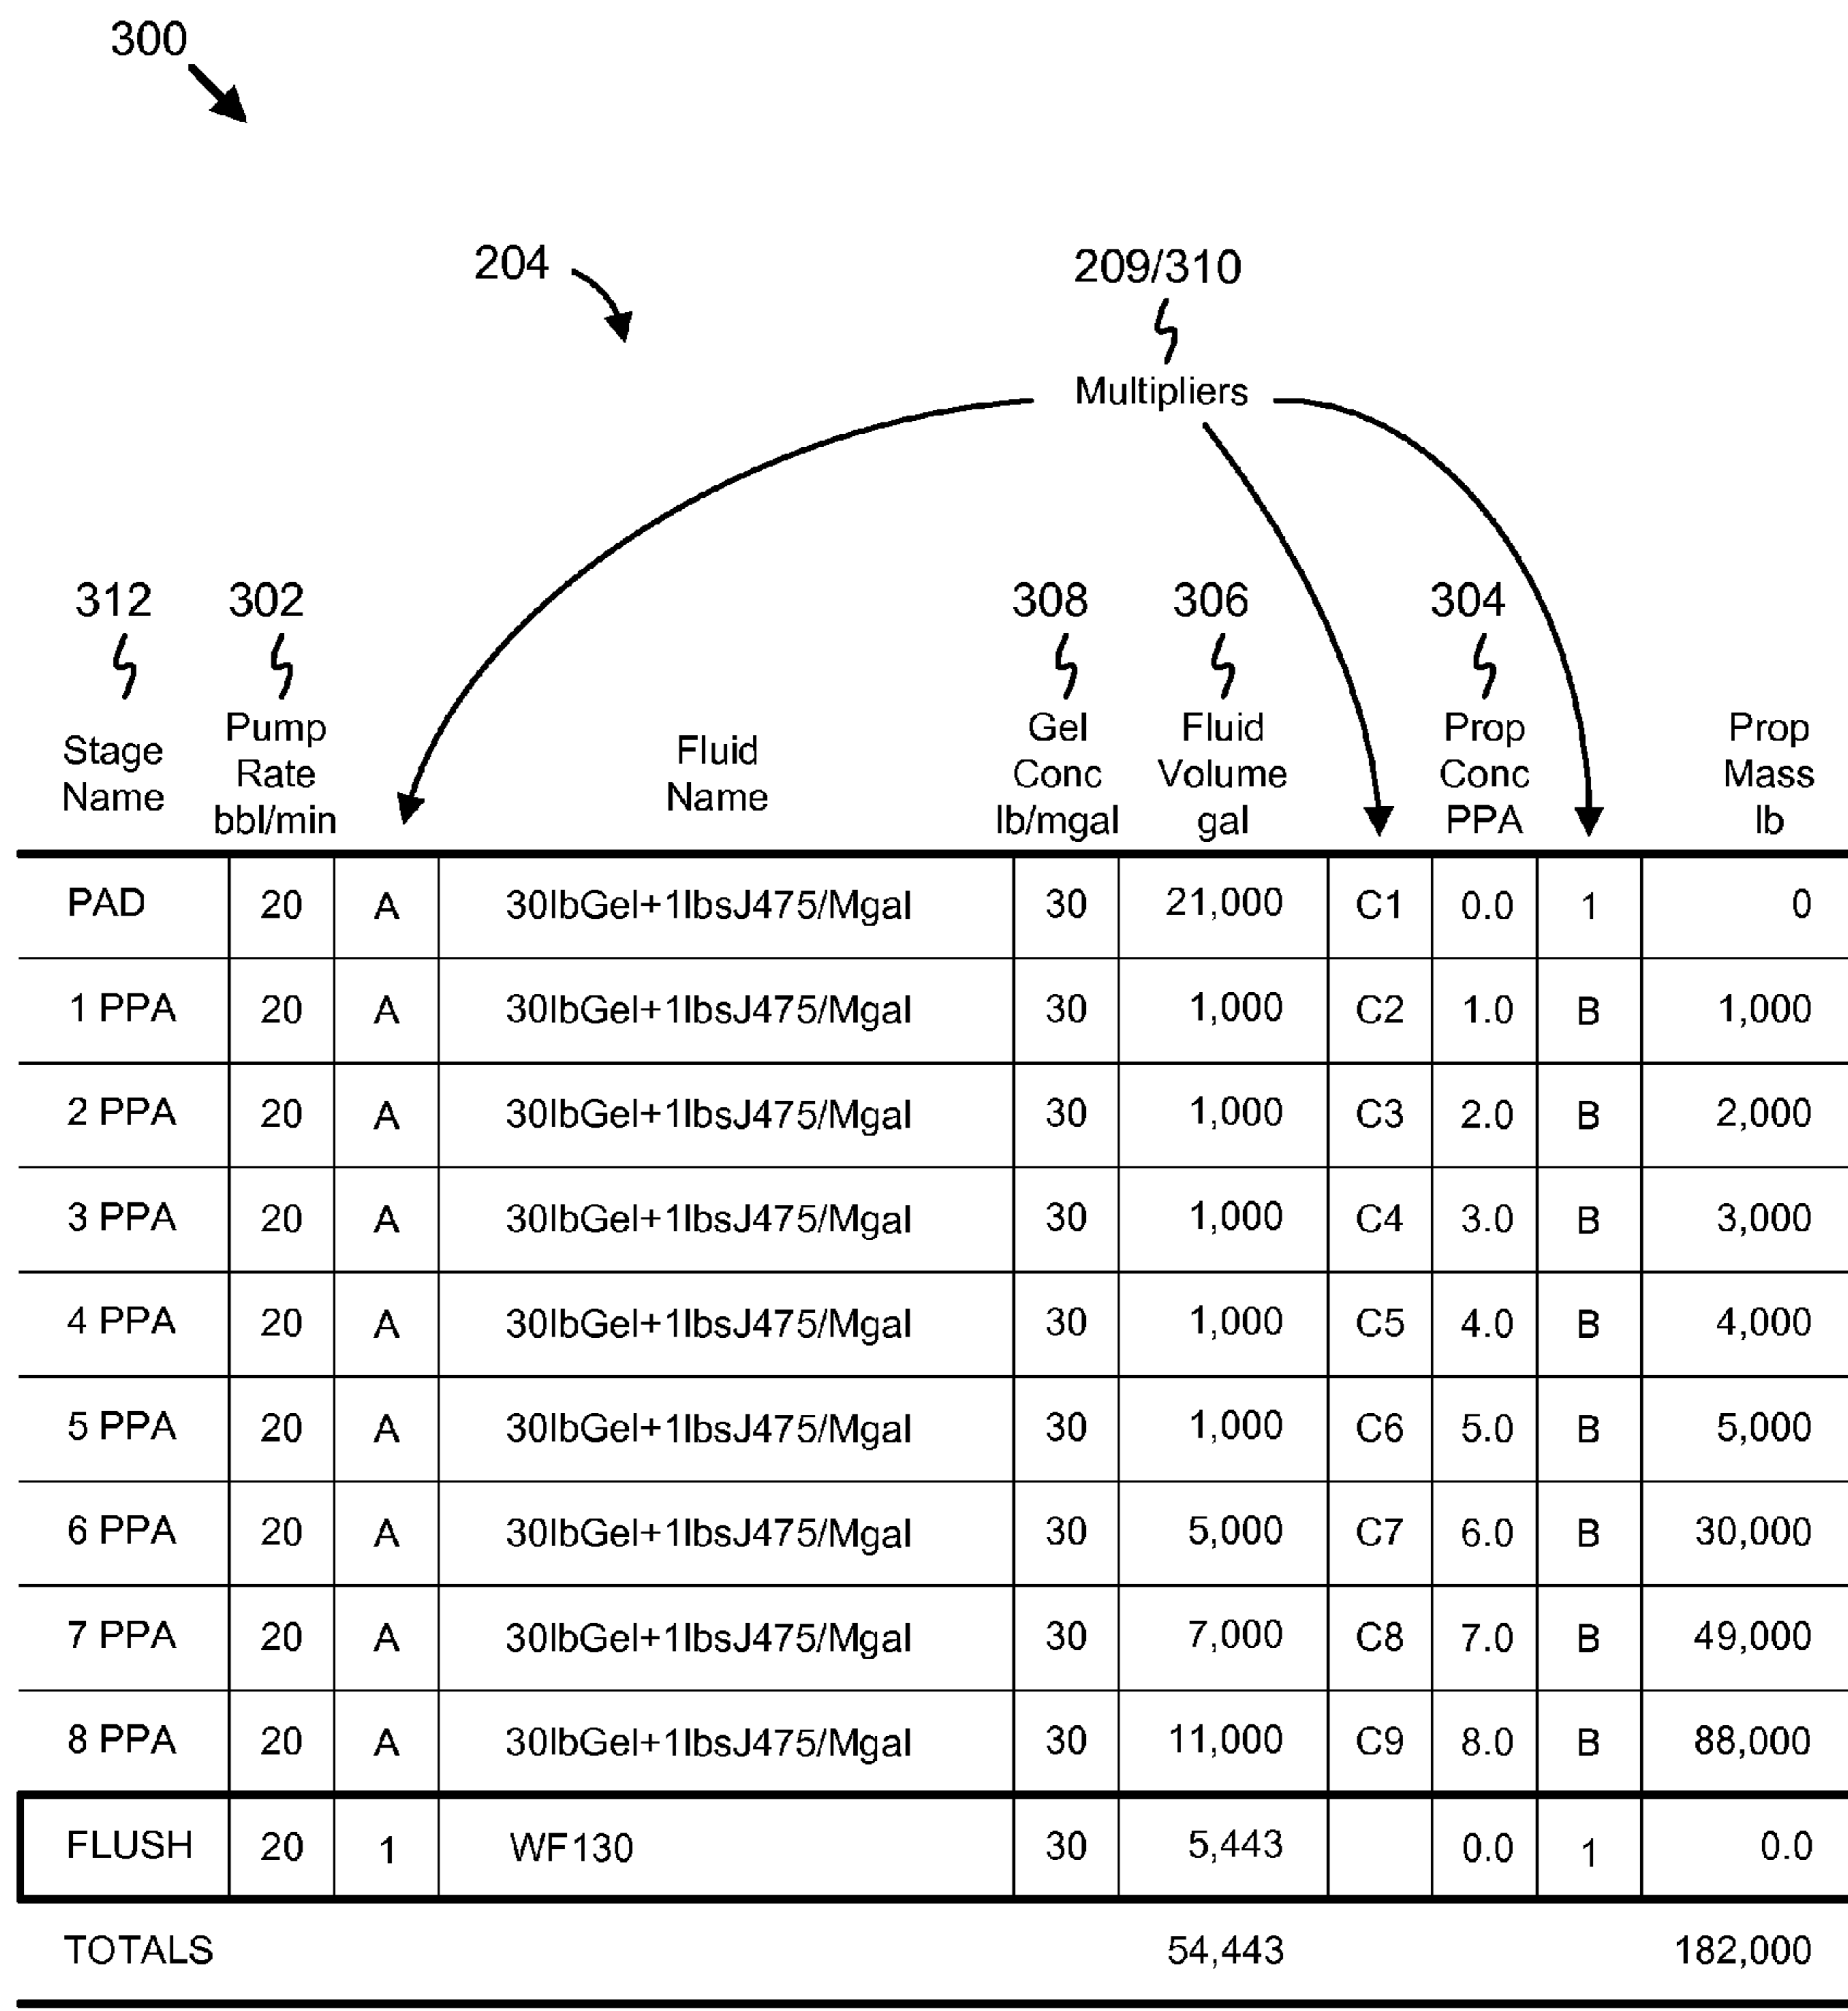 300
204
209/310
Multipliers
312 302 308 306 304
Stage Name Pump Rate bbl/min Fluid Name Gel Conc lb/mgal Fluid Volume gal Prop Conc PPA Prop Mass lb
PAD 20 A 30lbGel+1lbsJ475/Mgal 30 21,000 C1 0.0 1 0
1 PPA 20 A 30lbGel+1lbsJ475/Mgal 30 1,000 C2 1.0 B 1,000
2 PPA 20 A 30lbGel+1lbsJ475/Mgal 30 1,000 C3 2.0 B 2,000
3 PPA 20 A 30lbGel+1lbsJ475/Mgal 30 1,000 C4 3.0 B 3,000
4 PPA 20 A 30lbGel+1lbsJ475/Mgal 30 1,000 C5 4.0 B 4,000
5 PPA 20 A 30lbGel+1lbsJ475/Mgal 30 1,000 C6 5.0 B 5,000
6 PPA 20 A 30lbGel+1lbsJ475/Mgal 30 5,000 C7 6.0 B 30,000
7 PPA 20 A 30lbGel+1lbsJ475/Mgal 30 7,000 C8 7.0 B 49,000
8 PPA 20 A 30lbGel+1lbsJ475/Mgal 30 11,000 C9 8.0 B 88,000
FLUSH 20 1 WF130 30 5,443 0.0 1 0.0
TOTALS 54,443 182,000